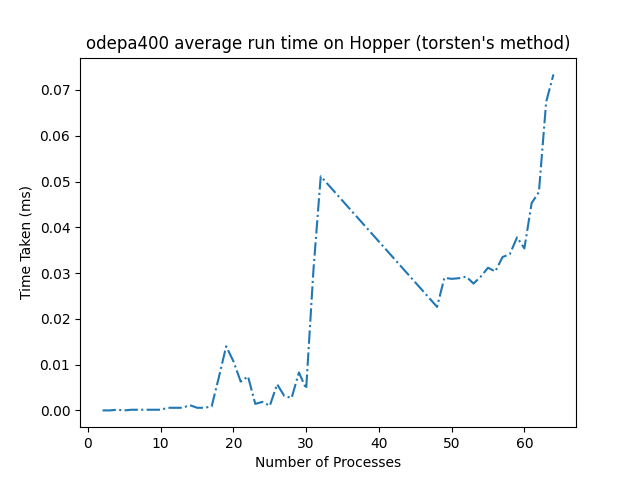 odepa400 average run time on Hopper (torsten's method)
0.07
0.06
0.05
0.04
0.03
0.02
0.01
0.00
Time Taken (ms)
0 10 20 30 40 50 60
Number of Processes